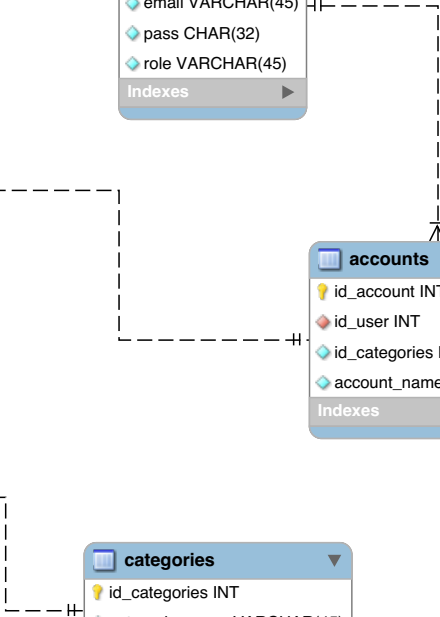 email VARCHAR(45)
pass CHAR(32)
role VARCHAR(45)
Indexes
accounts
id_account INT
id_user INT
id_categories
account_name
Indexes
categories
id_categories INT